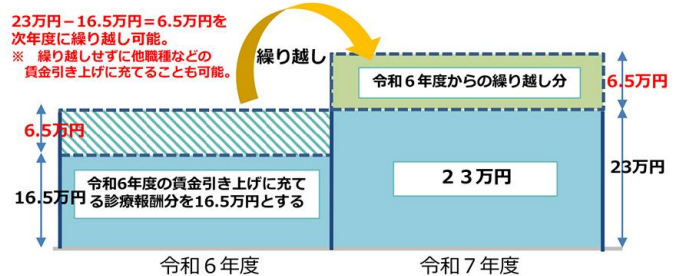 23万円－16.5万円＝6.5万円を
次年度に繰り越し可能。
※　繰り越しせずに他職種などの
賃金引き上げに充てることも可能。
繰り越し
令和６年度からの繰り越し分
6.5万円
6.5万円
令和6年度の賃金引き上げに充て
る診療報酬分を16.5万円とする
16.5万円
２３万円
23万円
令和６年度
令和７年度